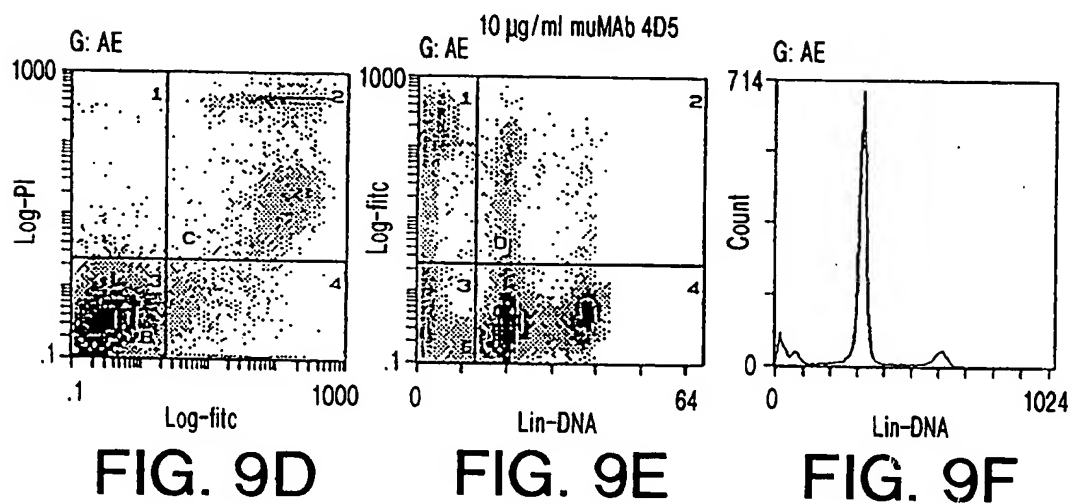 10 µg/ml muMAb 4D5
G: AE
1000
1
2
C
3
4
B
.1
.1
1000
Log-PI
Log-fitc
FIG. 9D
G: AE
1000
1
2
D
3
4
.1
0
64
Log-fitc
Lin-DNA
FIG. 9E
G: AE
714
0
0
1024
Count
Lin-DNA
FIG. 9F